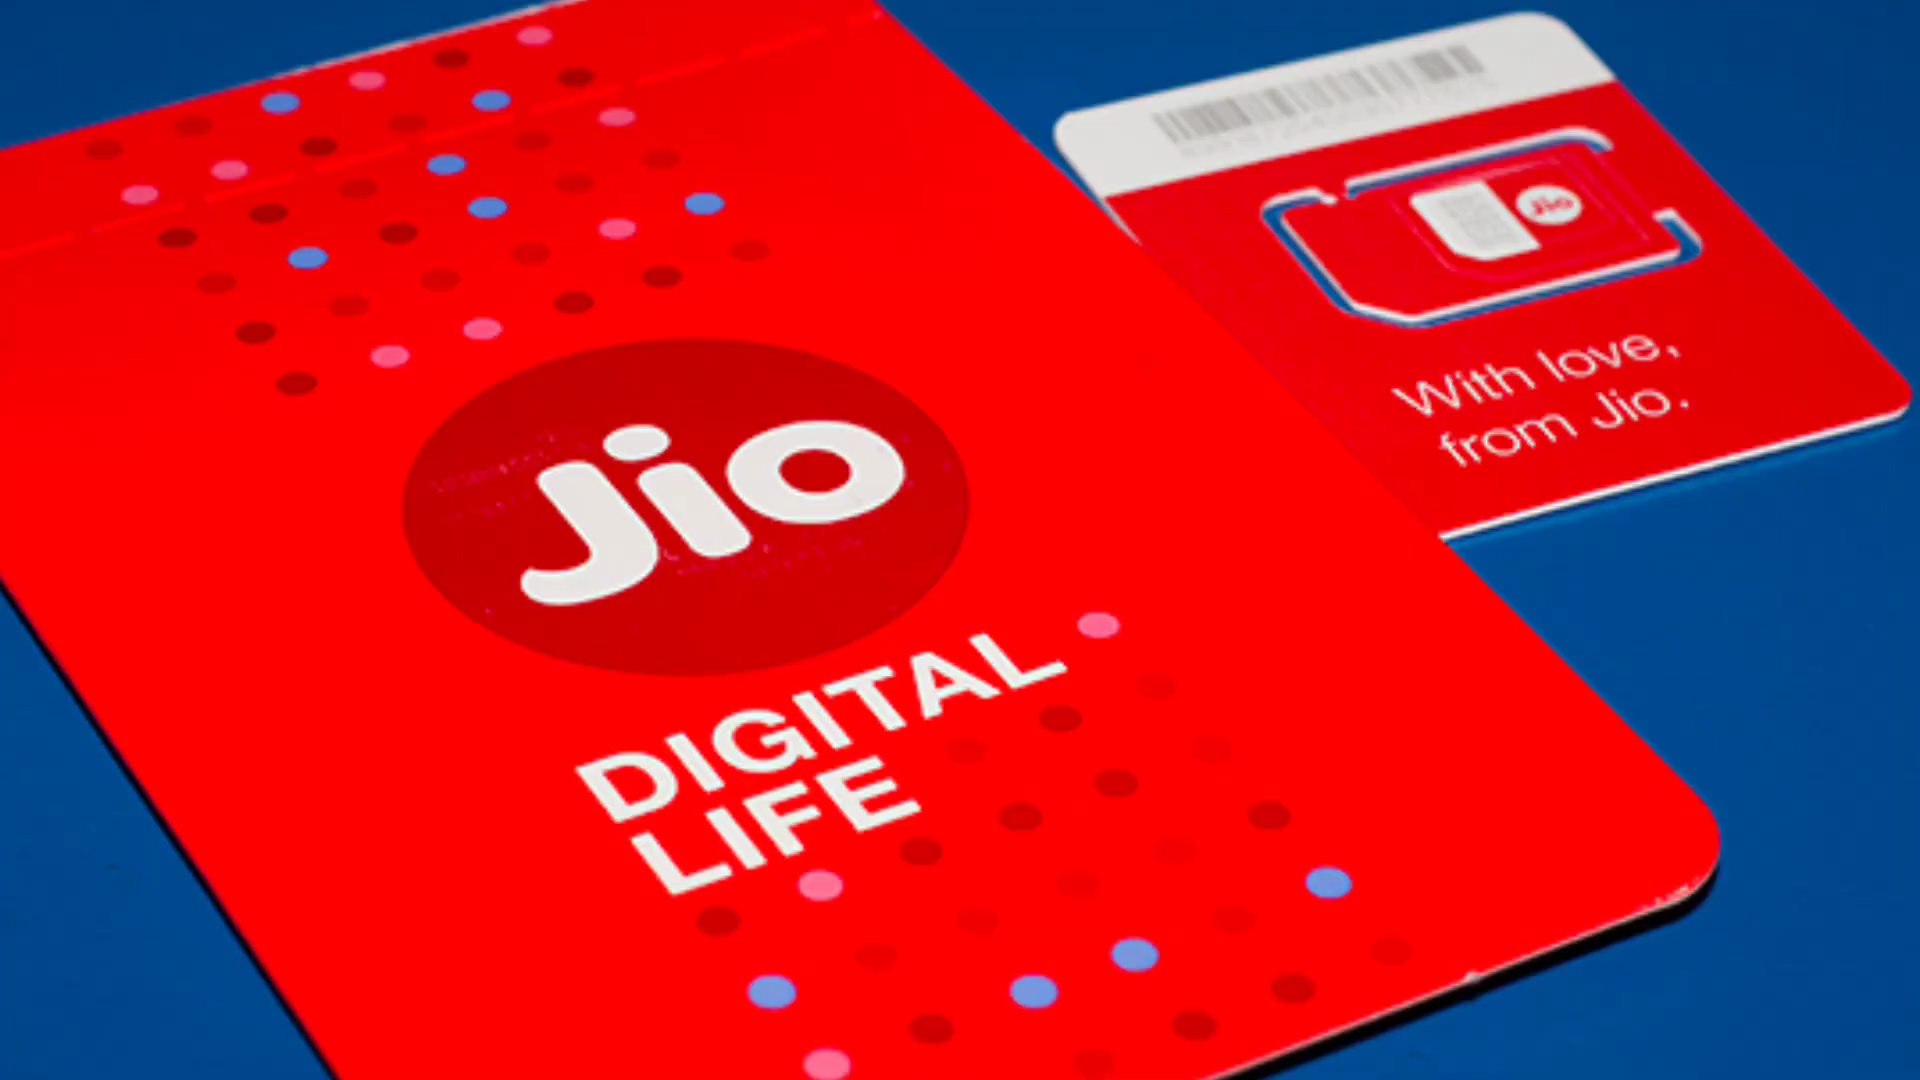 Jio
DIGITAL
LIFE
Jio
With love,
from Jio.